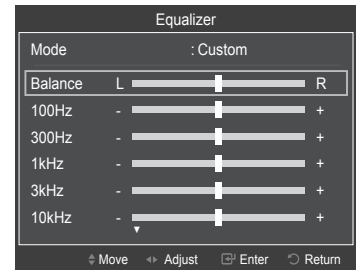 Equalizer
Mode : Custom
Balance L R
100Hz - +
300Hz - +
1kHz - +
3kHz - +
10kHz - +
Move Adjust Enter Return